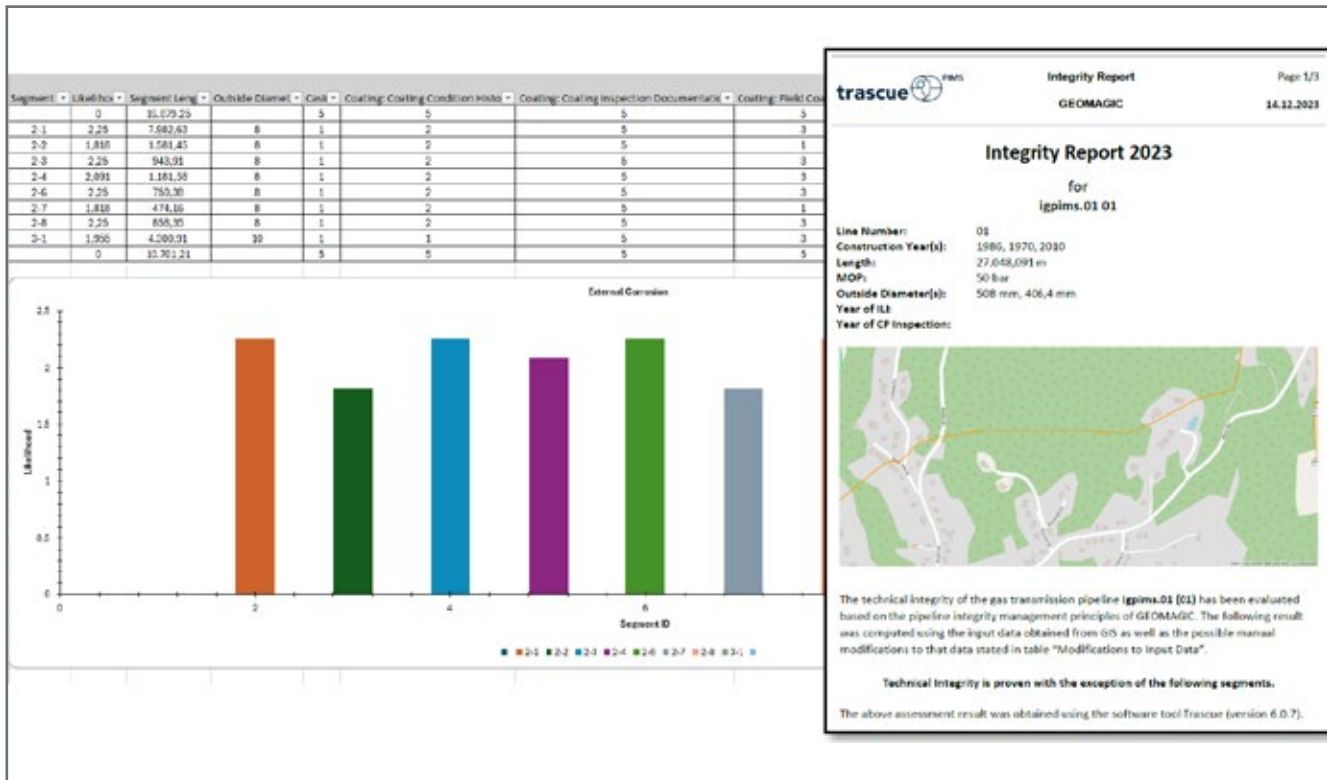 Segment Likelihoo Segment Leng Outside Diamet Casi Coating: Coating Condition Histo Coating: Coating Inspection Documentatio Coating: Field Coa
0 5 5 5 5
2-1 2,25 7.982,63 8 1 2 5 3
2-2 1,818 1.581,45 8 1 2 5 1
2-3 2,25 943,91 8 1 2 5 3
2-4 2,091 1.181,58 8 1 2 5 3
2-6 2,25 8 1 2 5 3
2-7 1,818 474,16 8 1 2 5 1
2-8 2,25 8 1 2 5 3
3-1 4.300,91 10 1 1 5 3
0 10.701,21 5 5 5 5
External Corrosion
Likelihood
2.5
2
1.5
1
0.5
0
0 2 4 6
Segment ID
2-1 2-2 2-3 2-4 2-6 2-7 2-8 3-1
trascue PIMS
Integrity Report
GEOMAGIC
Page 1/3
14.12.2023
Integrity Report 2023
for
igpims.01 01
Line Number: 01
Construction Year(s): 1986, 1970, 2010
Length: 27.048,091 m
MOP: 50 bar
Outside Diameter(s): 508 mm, 406,4 mm
Year of ILI:
Year of CP Inspection:
The technical integrity of the gas transmission pipeline igpims.01 (01) has been evaluated
based on the pipeline integrity management principles of GEOMAGIC. The following result
was computed using the input data obtained from GIS as well as the possible manual
modifications to that data stated in table "Modifications to Input Data".
Technical Integrity is proven with the exception of the following segments.
The above assessment result was obtained using the software tool Trascue (version 6.0.7).